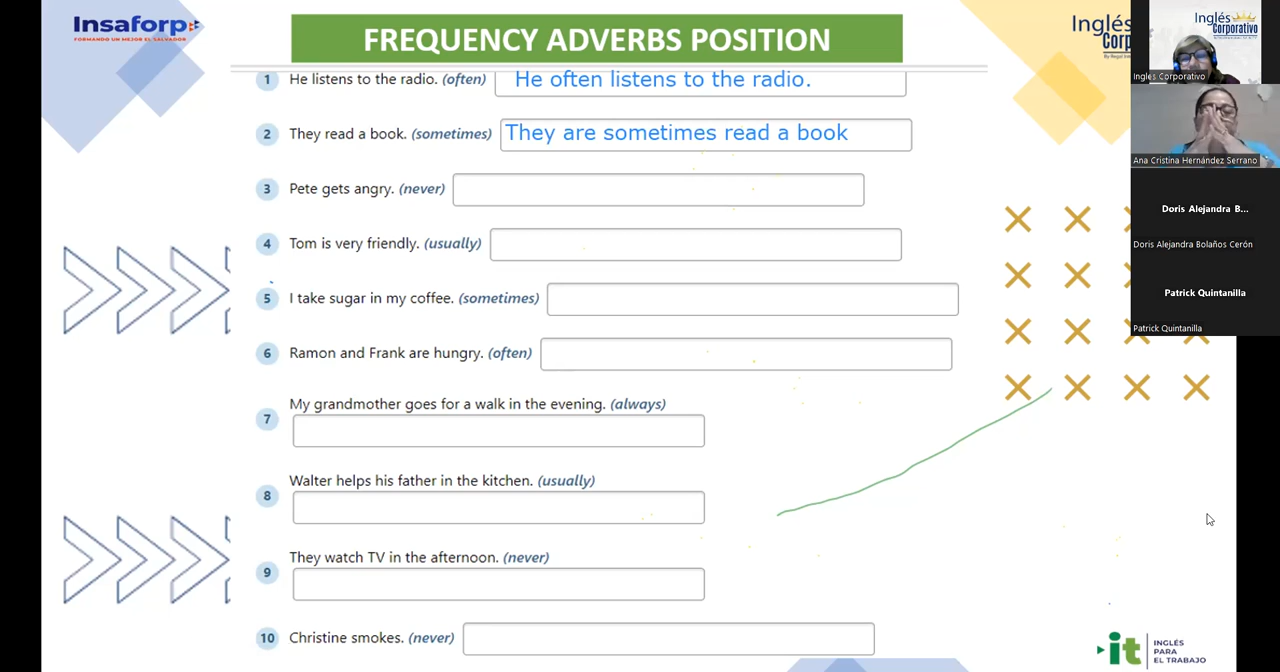 Insaforp
FORMANDO UN MEJOR EL SALVADOR
FREQUENCY ADVERBS POSITION
Inglés
Corp
Inglés
Corporativo
Ingles Corporativo
Ana Cristina Hernández Serrano
Doris Alejandra B...
Doris Alejandra Bolaños Cerón
Patrick Quintanilla
Patrick Quintanilla
1 He listens to the radio. (often) He often listens to the radio.
2 They read a book. (sometimes) They are sometimes read a book
3 Pete gets angry. (never)
4 Tom is very friendly. (usually)
5 I take sugar in my coffee. (sometimes)
6 Ramon and Frank are hungry. (often)
7 My grandmother goes for a walk in the evening. (always)
8 Walter helps his father in the kitchen. (usually)
9 They watch TV in the afternoon. (never)
10 Christine smokes. (never)
it INGLÉS
PARA
EL TRABAJO